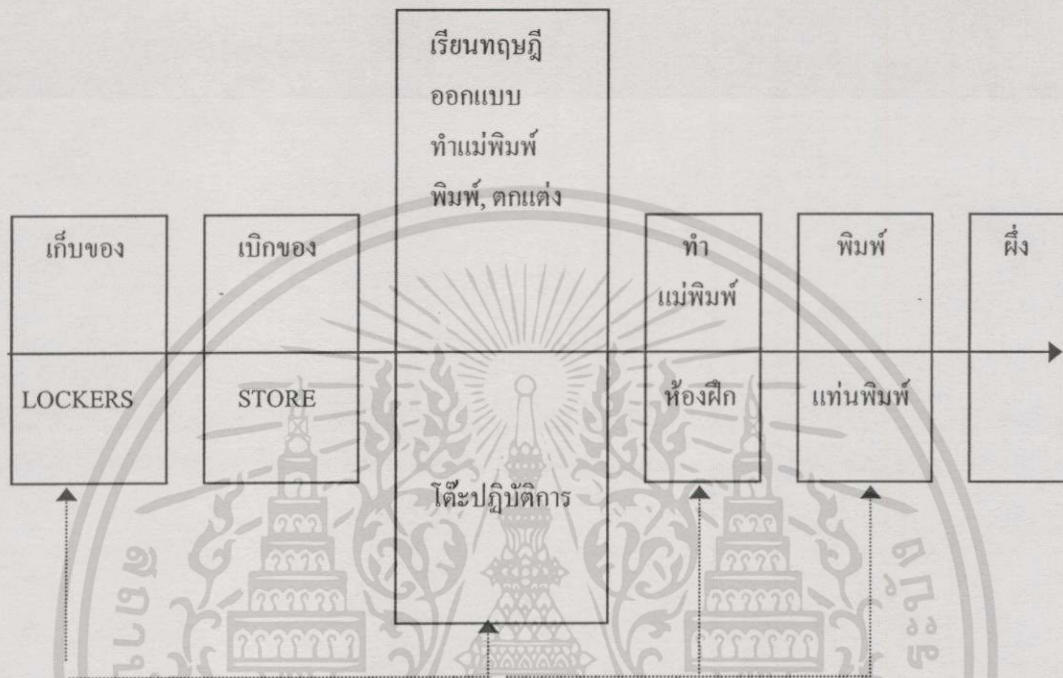 เรียนทฤษฎี
ออกแบบ
ทำแม่พิมพ์
พิมพ์, ตกแต่ง
เก็บของ
เบิกของ
ทำ
แม่พิมพ์
พิมพ์
ผึ่ง
LOCKERS
STORE
ห้องฝึก
แท่นพิมพ์
โต๊ะปฏิบัติการ